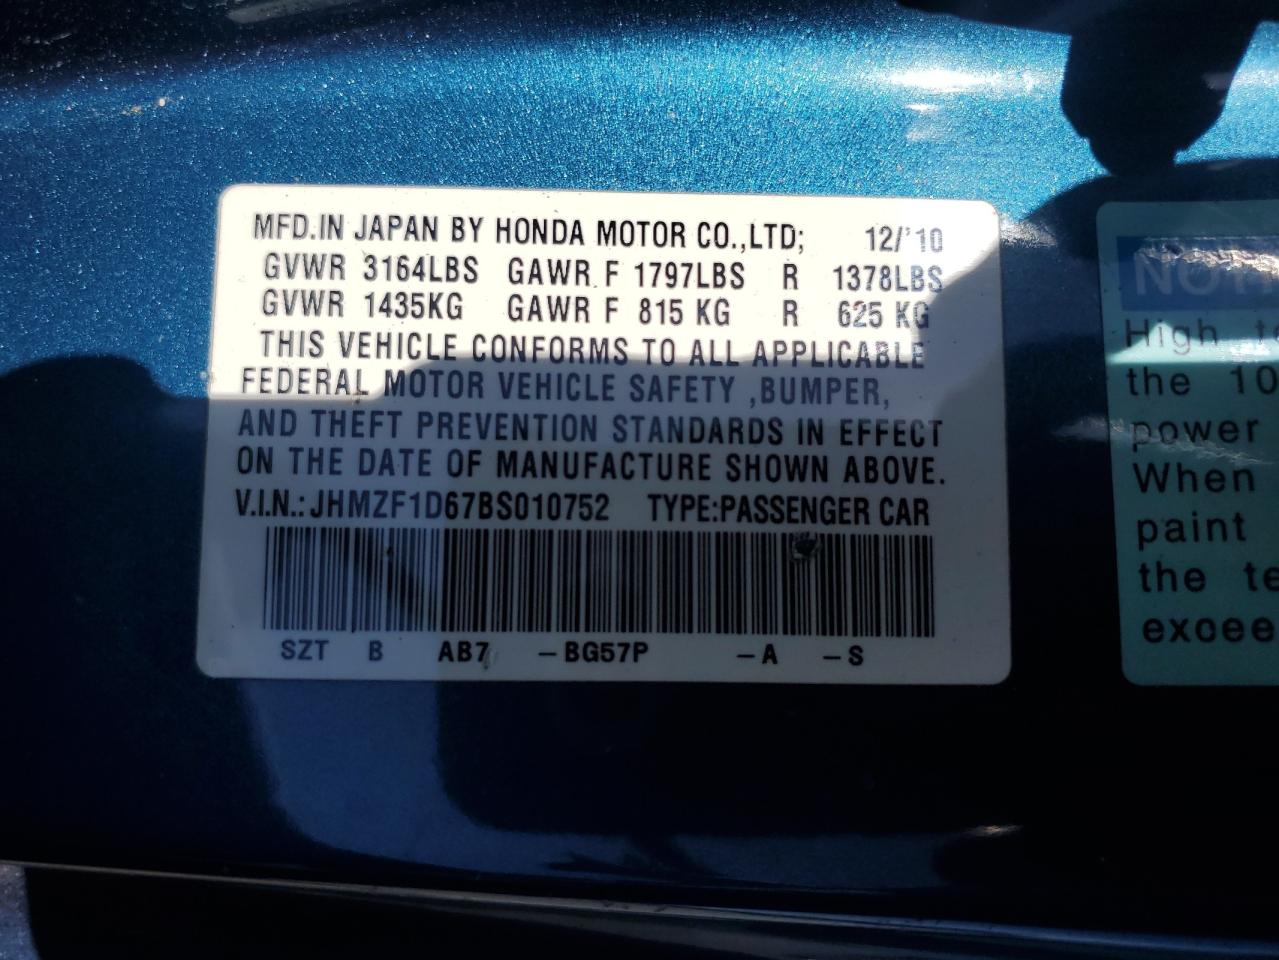 MFD.IN JAPAN BY HONDA MOTOR CO.,LTD; 12/'10
GVWR 3164LBS GAWR F 1797LBS R 1378LBS
GVWR 1435KG GAWR F 815 KG R 625 KG
THIS VEHICLE CONFORMS TO ALL APPLICABLE
FEDERAL MOTOR VEHICLE SAFETY ,BUMPER,
AND THEFT PREVENTION STANDARDS IN EFFECT
ON THE DATE OF MANUFACTURE SHOWN ABOVE.
V.I.N.: JHMZF1D67BS010752 TYPE:PASSENGER CAR
SZT B AB7 -BG57P -A -S
High
the 10
power
When
paint
the te
excee